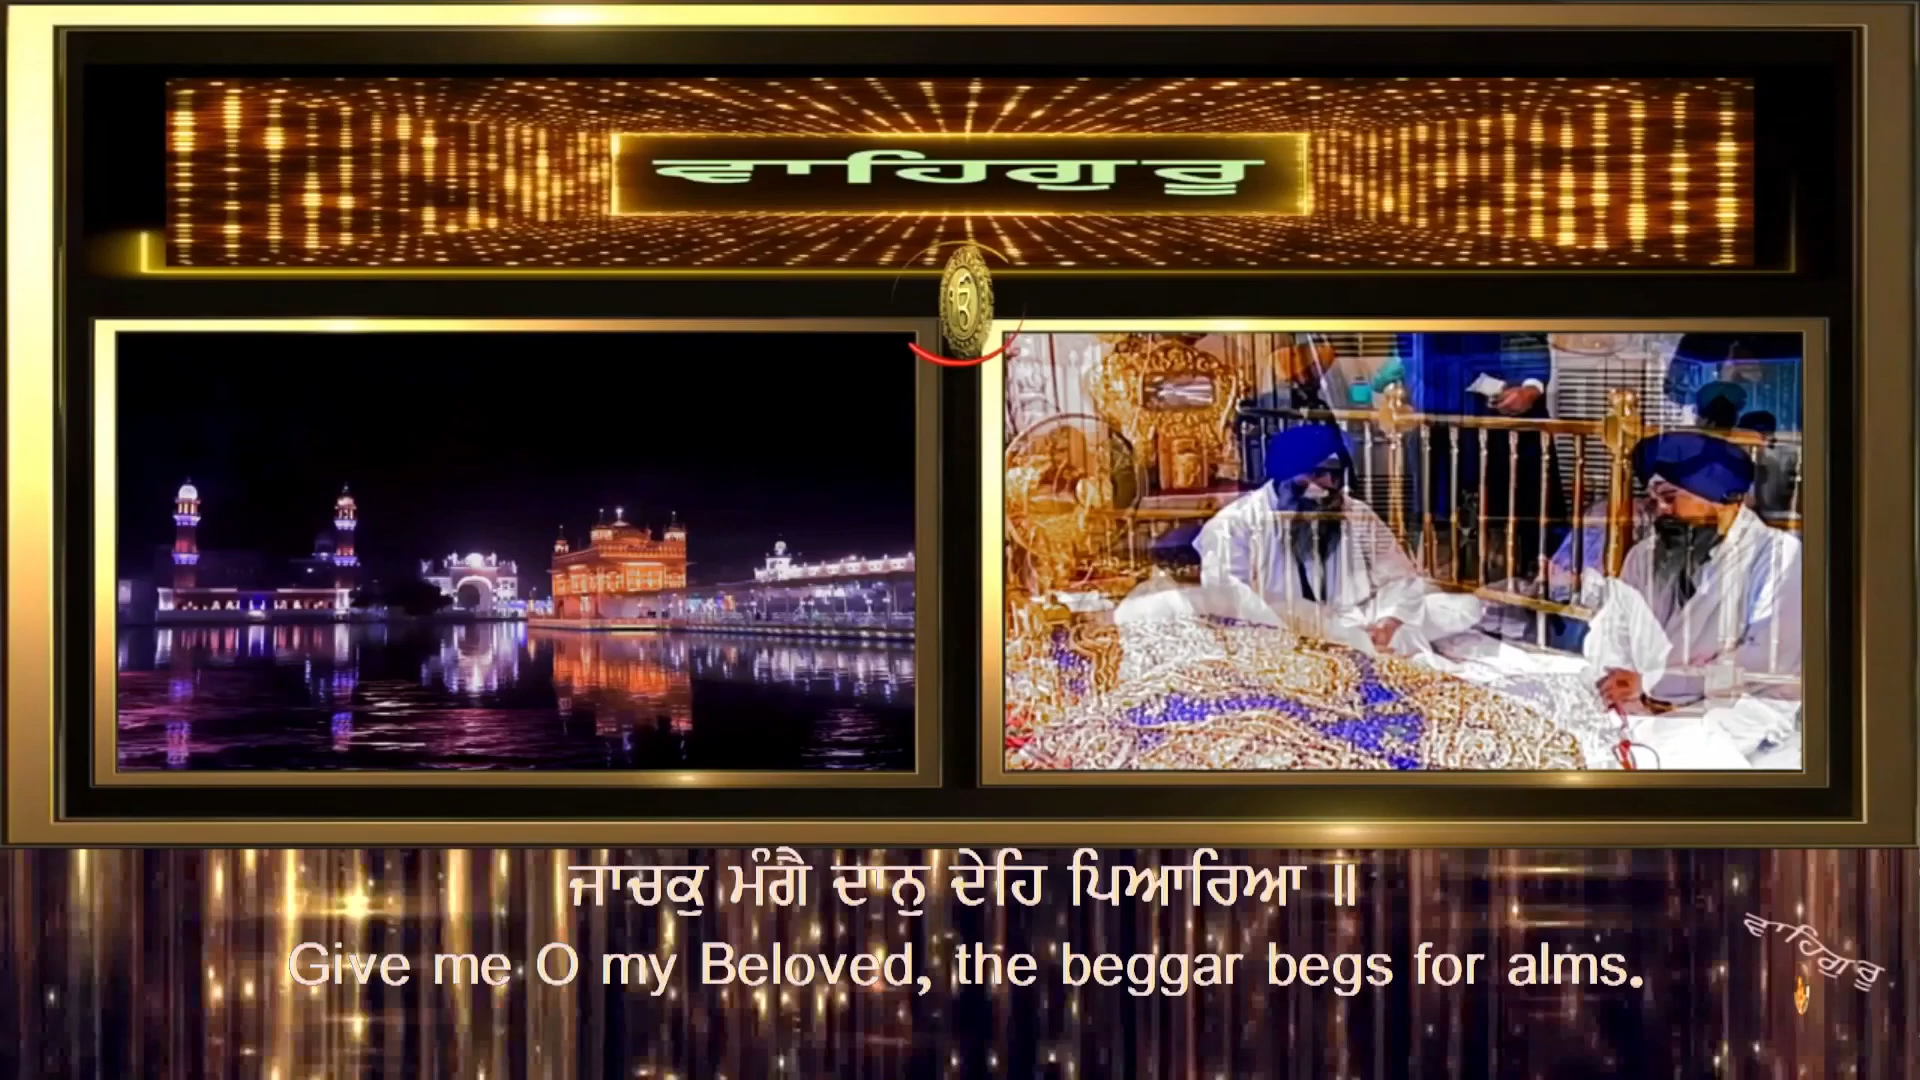 ਵਾਹਿਗੁਰੂ
ੴ
ਜਾਚਕੁ ਮੰਗੈ ਦਾਨੁ ਦੇਹਿ ਪਿਆਰਿਆ ॥
Give me O my Beloved, the beggar begs for alms.
ਵਾਹਿਗੁਰੂ